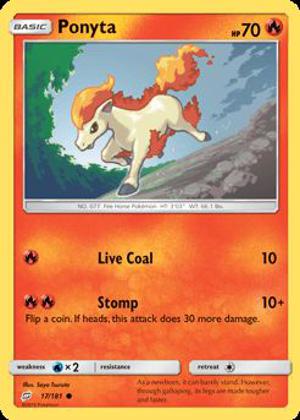 BASIC Ponyta HP70
NO. 077 Fire Horse Pokémon HT: 3'03" WT: 66.1 lbs.
Live Coal 10
Stomp 10+
Flip a coin. If heads, this attack does 30 more damage.
weakness ×2 resistance retreat
Illus. Sayo Tsuruta
17/181
As a newborn, it can barely stand. However,
through galloping, its legs are made tougher
and faster.